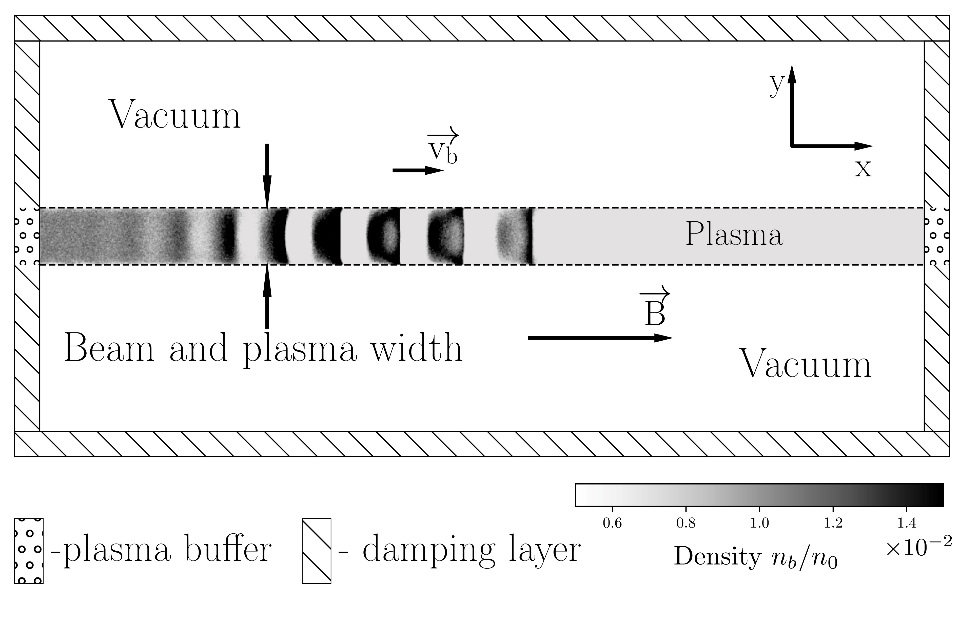 Vacuum
y
x
v_b
Plasma
B
Beam and plasma width
Vacuum
0.6 0.8 1.0 1.2 1.4
Density n_b/n_0
×10^-2
-plasma buffer
- damping layer